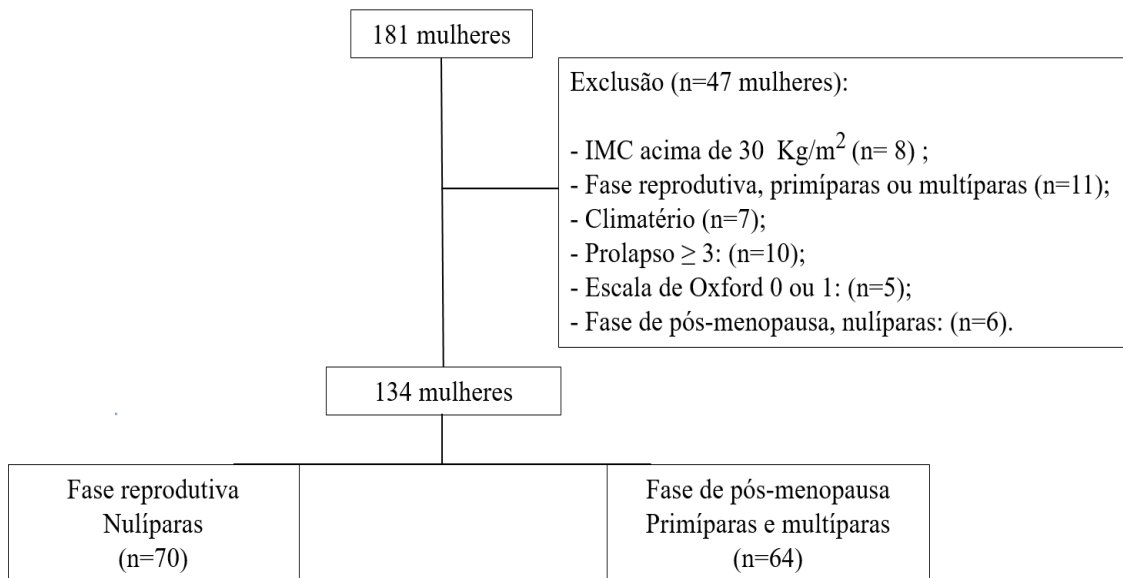 181 mulheres
Exclusão (n=47 mulheres):
- IMC acima de 30 Kg/m² (n= 8) ;
- Fase reprodutiva, primíparas ou multíparas (n=11);
- Climatério (n=7);
- Prolapso ≥ 3: (n=10);
- Escala de Oxford 0 ou 1: (n=5);
- Fase de pós-menopausa, nulíparas: (n=6).
134 mulheres
Fase reprodutiva
Nulíparas
(n=70)
Fase de pós-menopausa
Primíparas e multíparas
(n=64)